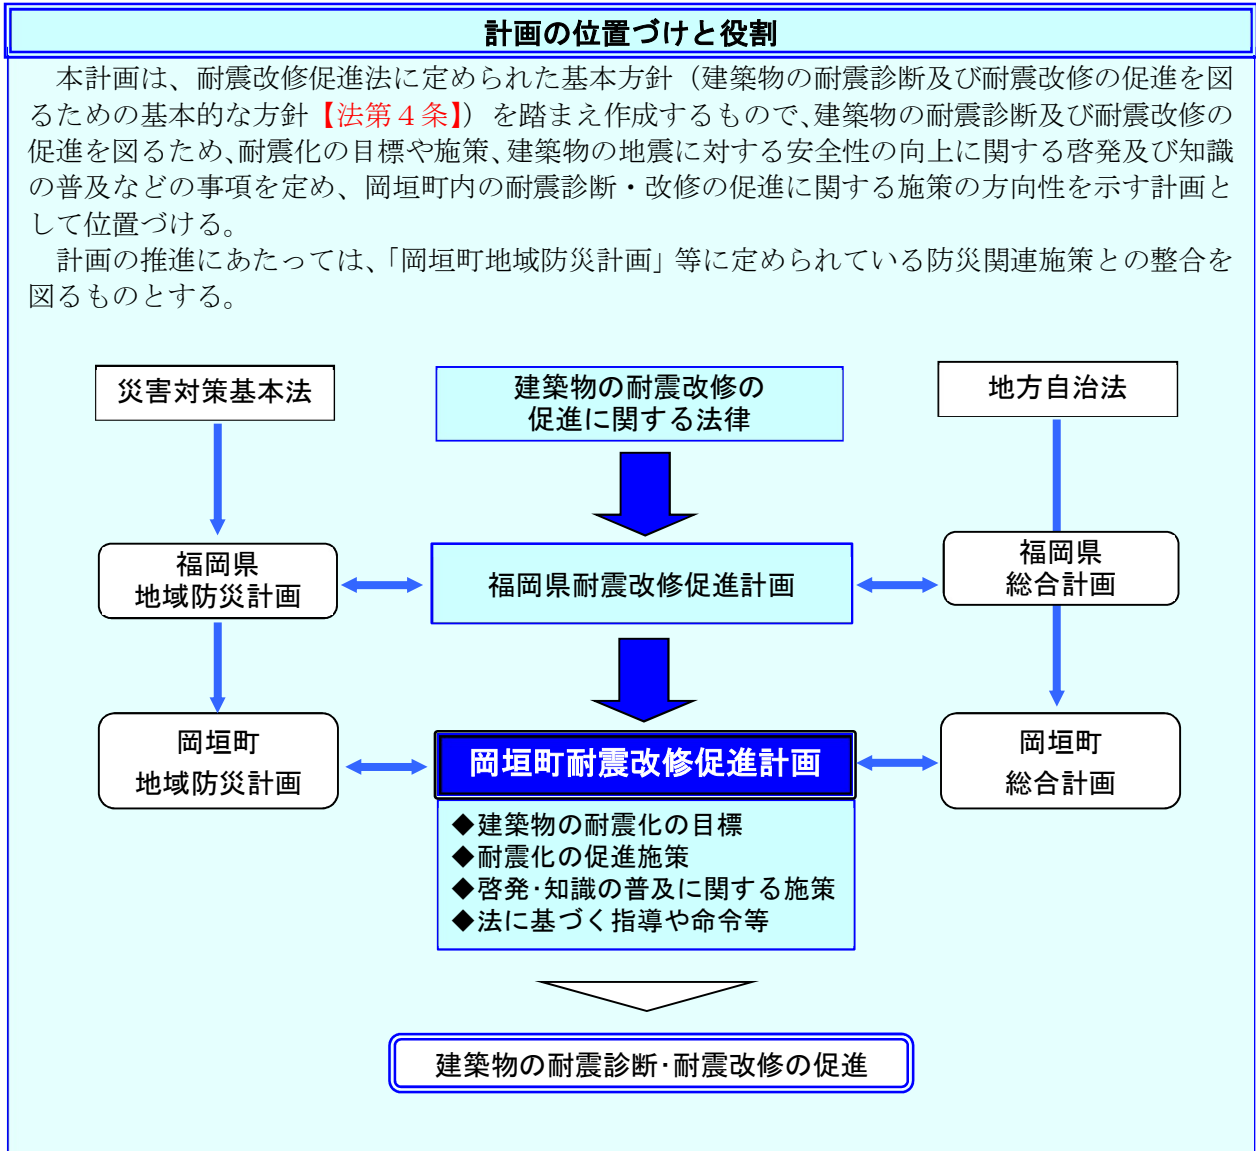 計画の位置づけと役割
　本計画は、耐震改修促進法に定められた基本方針（建築物の耐震診断及び耐震改修の促進を図
るための基本的な方針【法第４条】）を踏まえ作成するもので、建築物の耐震診断及び耐震改修の
促進を図るため、耐震化の目標や施策、建築物の地震に対する安全性の向上に関する啓発及び知識
の普及などの事項を定め、岡垣町内の耐震診断・改修の促進に関する施策の方向性を示す計画と
して位置づける。
　計画の推進にあたっては、「岡垣町地域防災計画」等に定められている防災関連施策との整合を
図るものとする。
災害対策基本法
建築物の耐震改修の
促進に関する法律
地方自治法
福岡県
地域防災計画
福岡県耐震改修促進計画
福岡県
総合計画
岡垣町
地域防災計画
岡垣町耐震改修促進計画
岡垣町
総合計画
◆建築物の耐震化の目標
◆耐震化の促進施策
◆啓発・知識の普及に関する施策
◆法に基づく指導や命令等
建築物の耐震診断・耐震改修の促進